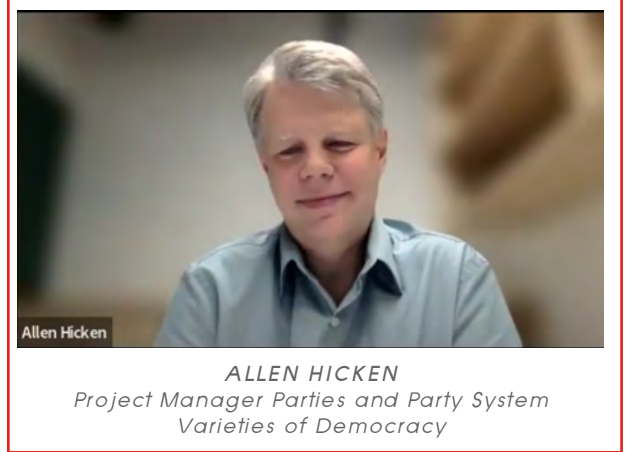 Allen Hicken
ALLEN HICKEN
Project Manager Parties and Party System
Varieties of Democracy